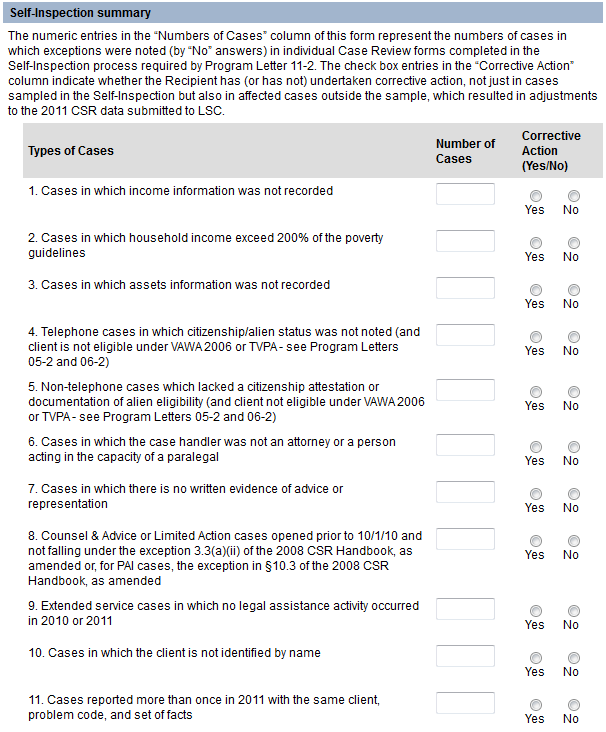 Self-Inspection summary
The numeric entries in the “Numbers of Cases” column of this form represent the numbers of cases in
which exceptions were noted (by “No” answers) in individual Case Review forms completed in the
Self-Inspection process required by Program Letter 11-2. The check box entries in the “Corrective Action”
column indicate whether the Recipient has (or has not) undertaken corrective action, not just in cases
sampled in the Self-Inspection but also in affected cases outside the sample, which resulted in adjustments
to the 2011 CSR data submitted to LSC.
Types of Cases
Number of
Cases
Corrective
Action
(Yes/No)
1. Cases in which income information was not recorded
Yes No
2. Cases in which household income exceed 200% of the poverty
guidelines
Yes No
3. Cases in which assets information was not recorded
Yes No
4. Telephone cases in which citizenship/alien status was not noted (and
client is not eligible under VAWA 2006 or TVPA - see Program Letters
05-2 and 06-2)
Yes No
5. Non-telephone cases which lacked a citizenship attestation or
documentation of alien eligibility (and client not eligible under VAWA 2006
or TVPA - see Program Letters 05-2 and 06-2)
Yes No
6. Cases in which the case handler was not an attorney or a person
acting in the capacity of a paralegal
Yes No
7. Cases in which there is no written evidence of advice or
representation
Yes No
8. Counsel & Advice or Limited Action cases opened prior to 10/1/10 and
not falling under the exception 3.3(a)(ii) of the 2008 CSR Handbook, as
amended or, for PAI cases, the exception in §10.3 of the 2008 CSR
Handbook, as amended
Yes No
9. Extended service cases in which no legal assistance activity occurred
in 2010 or 2011
Yes No
10. Cases in which the client is not identified by name
Yes No
11. Cases reported more than once in 2011 with the same client,
problem code, and set of facts
Yes No